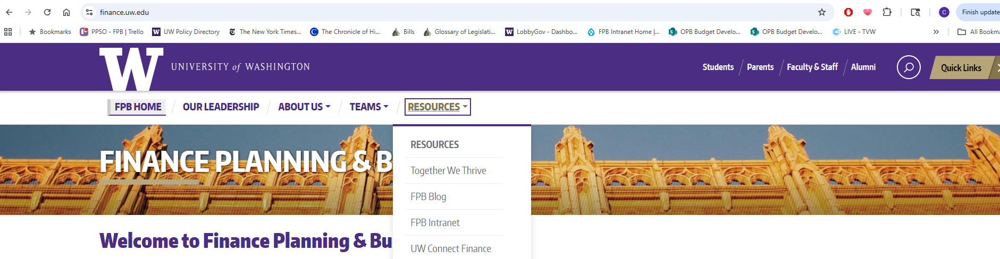 finance.uw.edu
C
Finish update
Bookmarks
PPSO - FPB | Trello
W
UW Policy Directory
The New York Times...
C
The Chronicle of Hi...
Bills
Glossary of Legislati...
W
LobbyGov - Dashbo...
FPB Intranet Home |...
S
OPB Budget Develo...
S
OPB Budget Develo...
LIVE - TVW
All Bookma
W
UNIVERSITY of WASHINGTON
Students
Parents
Faculty & Staff
Alumni
Quick Links
FPB HOME
OUR LEADERSHIP
ABOUT US
TEAMS
RESOURCES
FINANCE PLANNING & B
RESOURCES
Together We Thrive
FPB Blog
FPB Intranet
UW Connect Finance
Welcome to Finance Planning & Bu